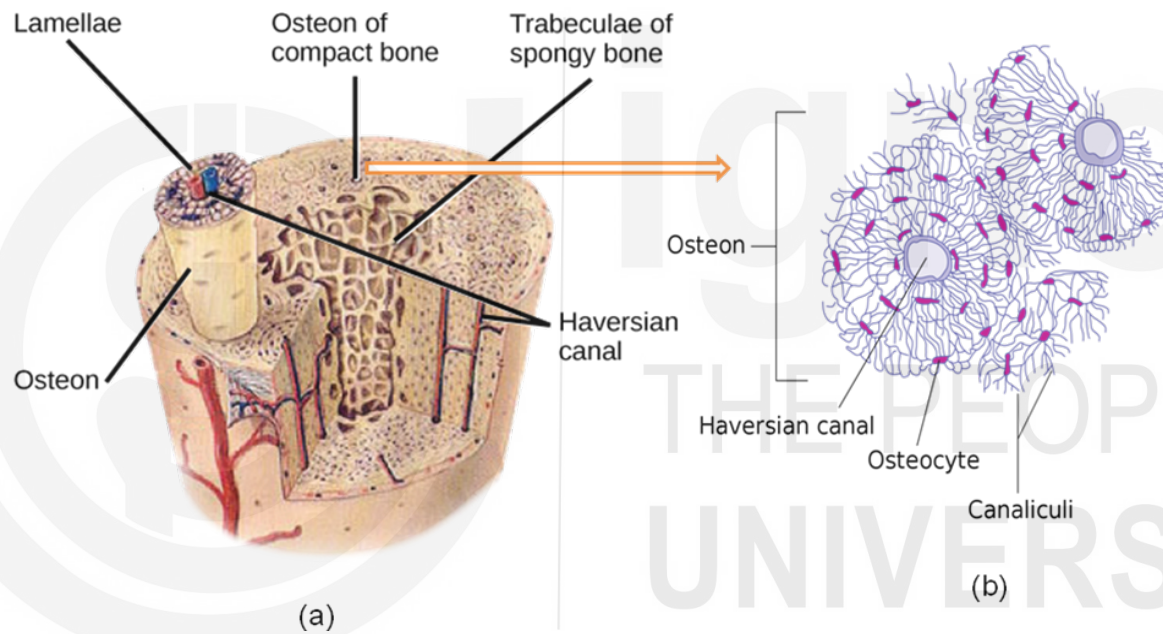 Lamellae
Osteon of
compact bone
Trabeculae of
spongy bone
Osteon
Haversian
canal
(a)
Osteon
Haversian canal
Osteocyte
Canaliculi
(b)
THE PEOP
UNIVERS